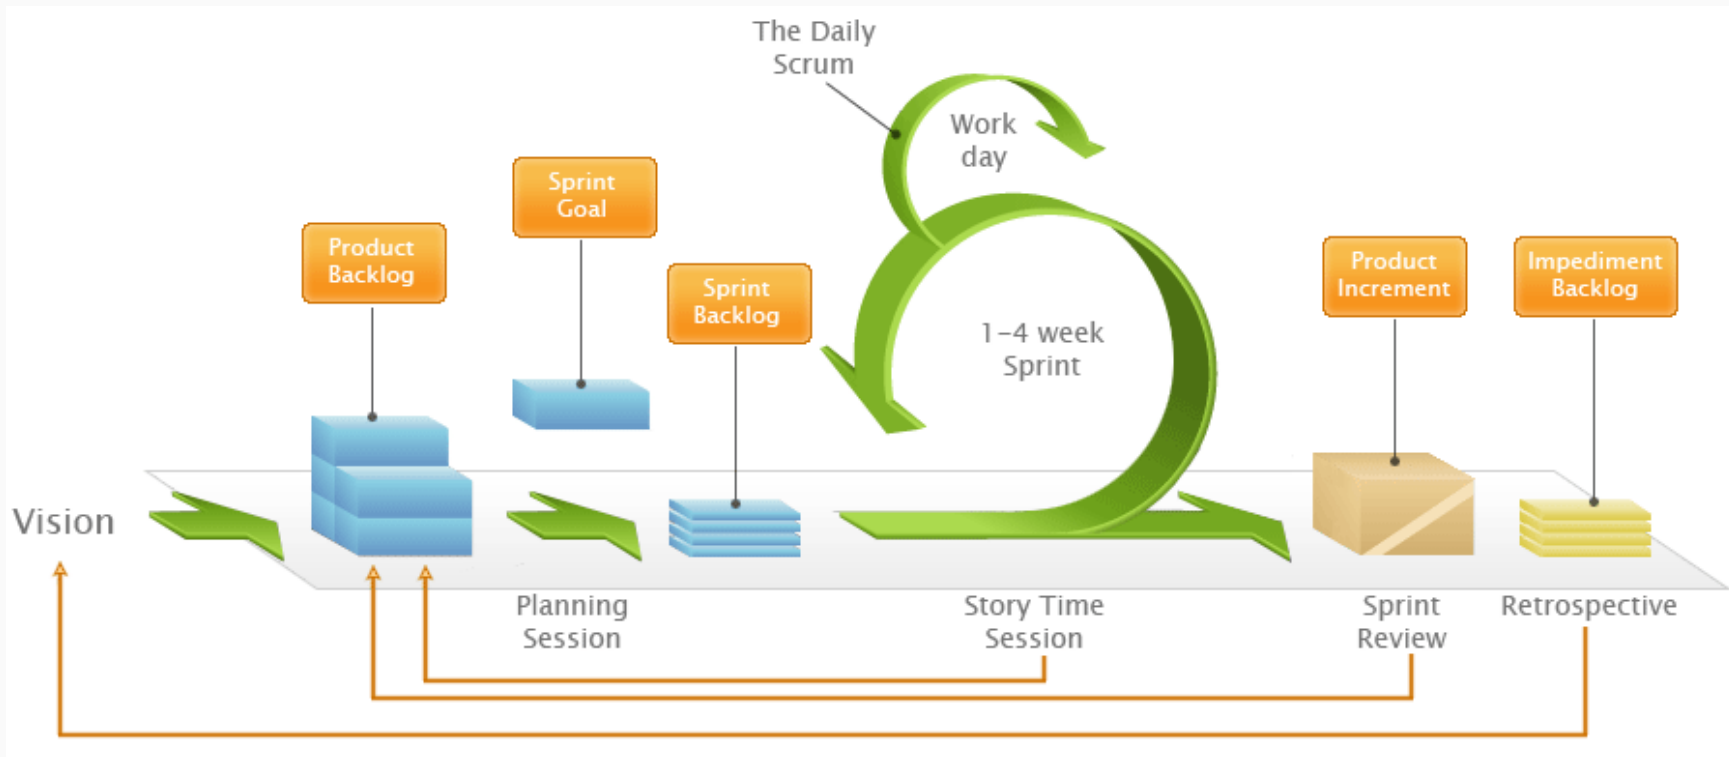 The Daily
Scrum
Work
day
Sprint
Goal
Product
Backlog
Sprint
Backlog
Product
Increment
Impediment
Backlog
1-4 week
Sprint
Vision
Planning
Session
Story Time
Session
Sprint
Review
Retrospective